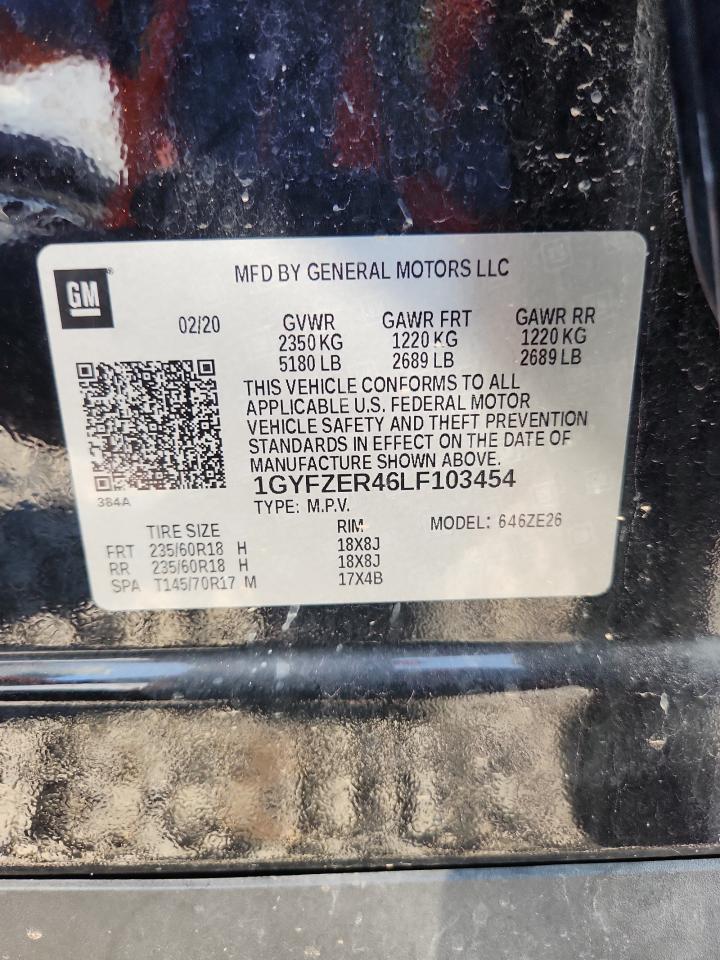 GM
MFD BY GENERAL MOTORS LLC
02/20 GVWR GAWR FRT GAWR RR
2350 KG 1220 KG 1220 KG
5180 LB 2689 LB 2689 LB
THIS VEHICLE CONFORMS TO ALL
APPLICABLE U.S. FEDERAL MOTOR
VEHICLE SAFETY AND THEFT PREVENTION
STANDARDS IN EFFECT ON THE DATE OF
MANUFACTURER SHOWN ABOVE.
1GYFZER46LF103454
384A
TYPE: M.P.V. MODEL: 646ZE26
TIRE SIZE RIM
FRT 235/60R18 H 18X8J
RR 235/60R18 H 18X8J
SPA T145/70R17 M 17X4B